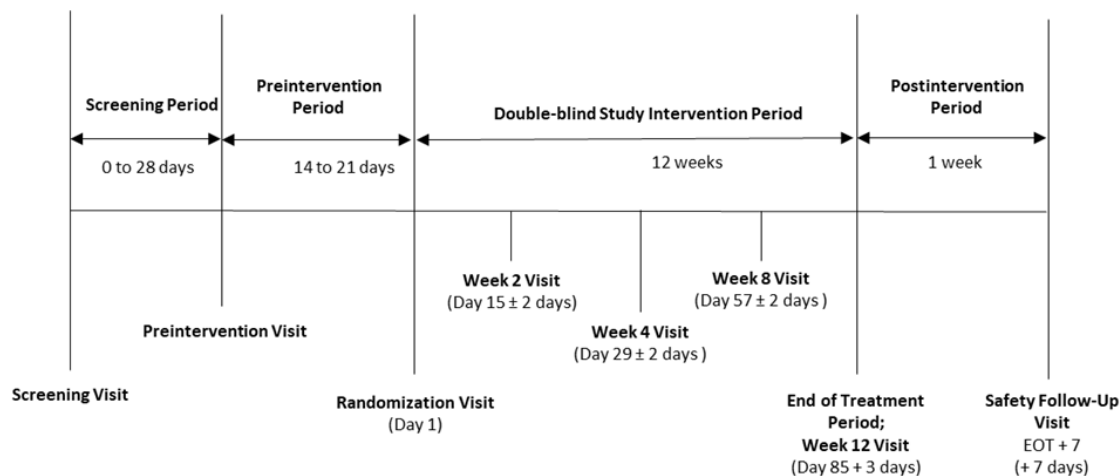 Screening Period
0 to 28 days
Preintervention
Period
14 to 21 days
Double-blind Study Intervention Period
12 weeks
Postintervention
Period
1 week
Week 2 Visit
(Day 15 ± 2 days)
Week 4 Visit
(Day 29 ± 2 days )
Week 8 Visit
(Day 57 ± 2 days )
Preintervention Visit
Screening Visit
Randomization Visit
(Day 1)
End of Treatment
Period;
Week 12 Visit
(Day 85 + 3 days)
Safety Follow-Up
Visit
EOT + 7
(+ 7 days)